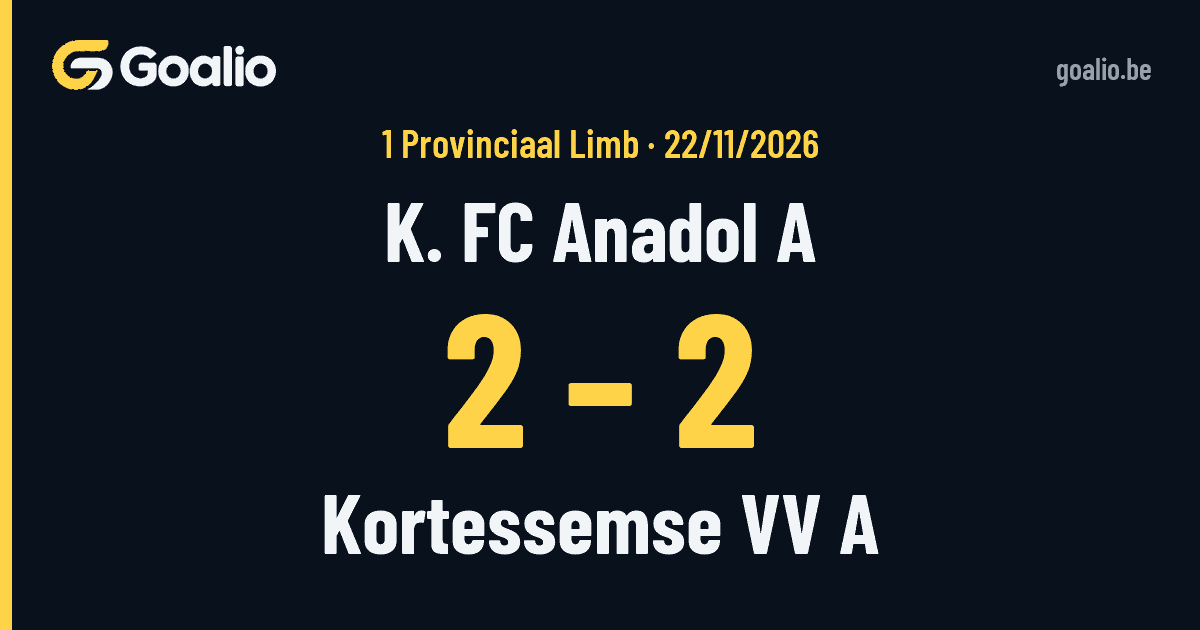 Goalio
goalio.be
1 Provinciaal Limb · 22/11/2026
K. FC Anadol A
2 – 2
Kortessemse VV A